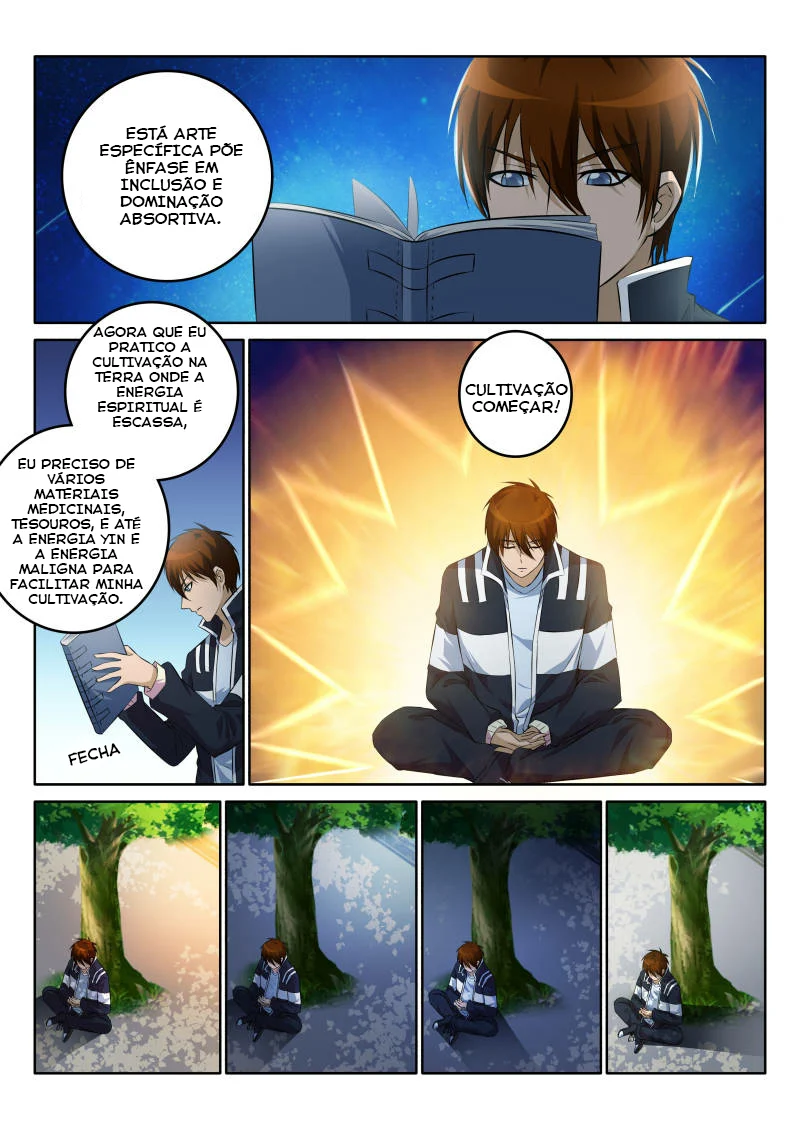 ESTÁ ARTE
ESPECÍFICA PÕE
ÊNFASE EM
INCLUSÃO E
DOMINAÇÃO
ABSORTIVA.
AGORA QUE EU
PRATICO A
CULTIVAÇÃO NA
TERRA ONDE A
ENERGIA
ESPIRITUAL É
ESCASSA,
EU PRECISO DE
VÁRIOS
MATERIAIS
MEDICINAIS,
TESOUROS, E ATÉ
A ENERGIA YIN E
A ENERGIA
MALIGNA PARA
FACILITAR MINHA
CULTIVAÇÃO.
FECHA
CULTIVAÇÃO
COMEÇAR!